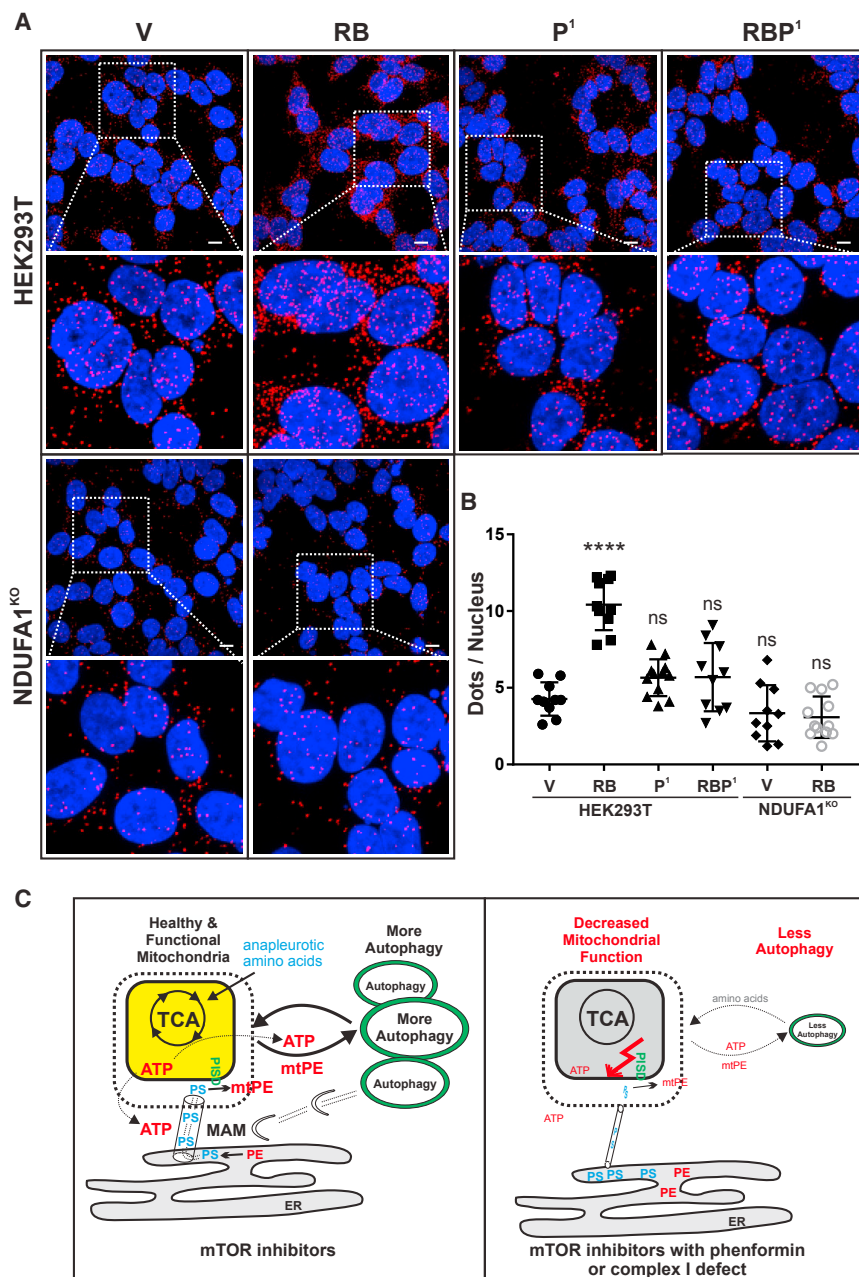 A
V RB P¹ RBP¹
HEK293T
NDUFA1ᴷᴼ
B
Dots / Nucleus
15
10
5
0
****
ns
ns
ns
ns
V RB P¹ RBP¹ V RB
HEK293T NDUFA1ᴷᴼ
C
Healthy &
Functional
Mitochondria
anapleurotic
amino acids
More
Autophagy
Autophagy
More
Autophagy
Autophagy
TCA
ATP
ATP
mtPE
PISD
PS
mtPE
ATP
PS
PS
MAM
PS
PE
ER
mTOR inhibitors
Decreased
Mitochondrial
Function
Less
Autophagy
amino acids
Less
Autophagy
TCA
ATP
mtPE
ATP
PISD
mtPE
ATP
PS PS PS PE
PE
ER
mTOR inhibitors with phenformin
or complex I defect